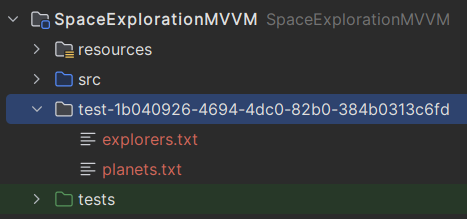 SpaceExplorationMVVM SpaceExplorationMVVM
resources
src
test-1b040926-4694-4dc0-82b0-384b0313c6fd
explorers.txt
planets.txt
tests